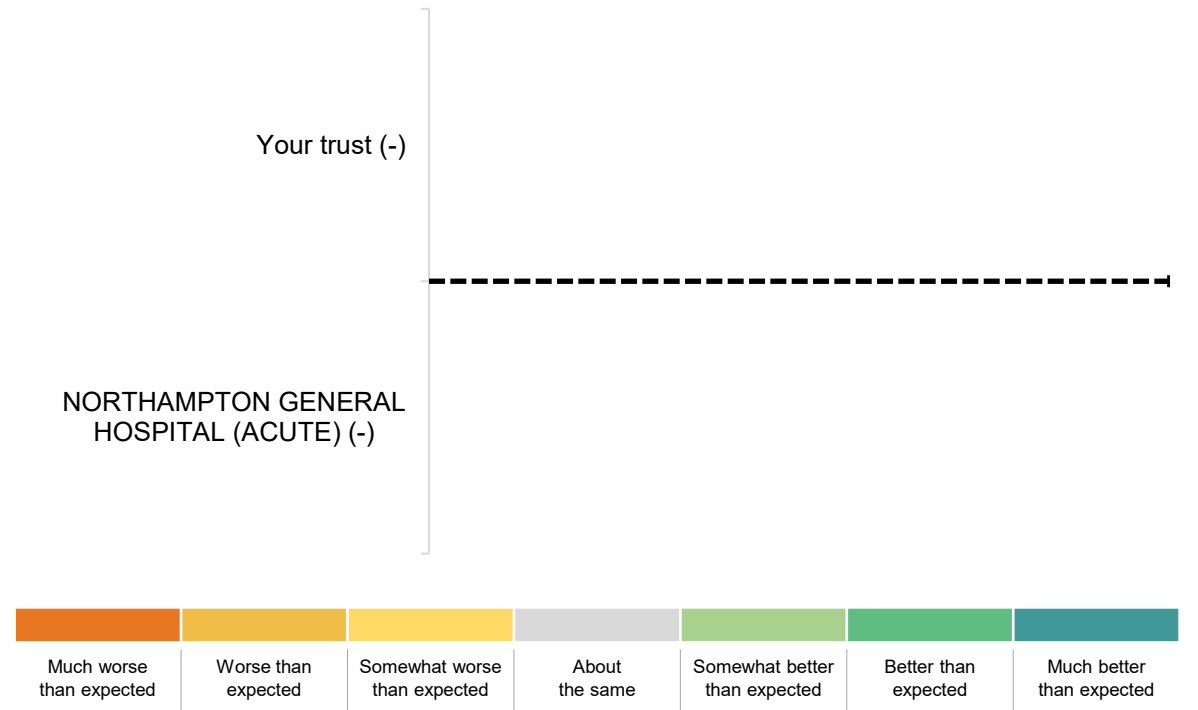 Your trust (-)
NORTHAMPTON GENERAL
HOSPITAL (ACUTE) (-)
Much worse
than expected
Worse than
expected
Somewhat worse
than expected
About
the same
Somewhat better
than expected
Better than
expected
Much better
than expected